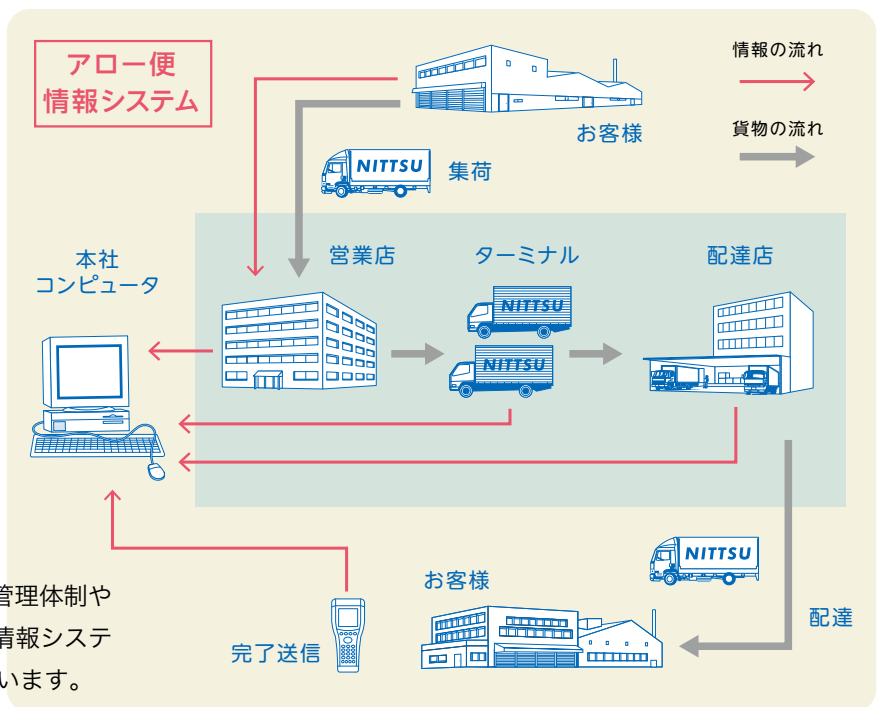 アロー便
情報システム
情報の流れ
貨物の流れ
お客様
NITTSU
集荷
営業店
ターミナル
配達店
本社
コンピュータ
NITTSU
NITTSU
NITTSU
お客様
配達
完了送信
管理体制や
情報システ
います。